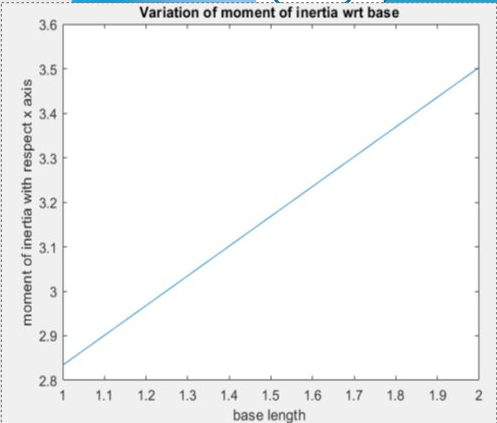 Variation of moment of inertia wrt base
3.6
3.5
3.4
3.3
3.2
3.1
3
2.9
2.8
moment of inertia with respect x axis
1 1.1 1.2 1.3 1.4 1.5 1.6 1.7 1.8 1.9 2
base length